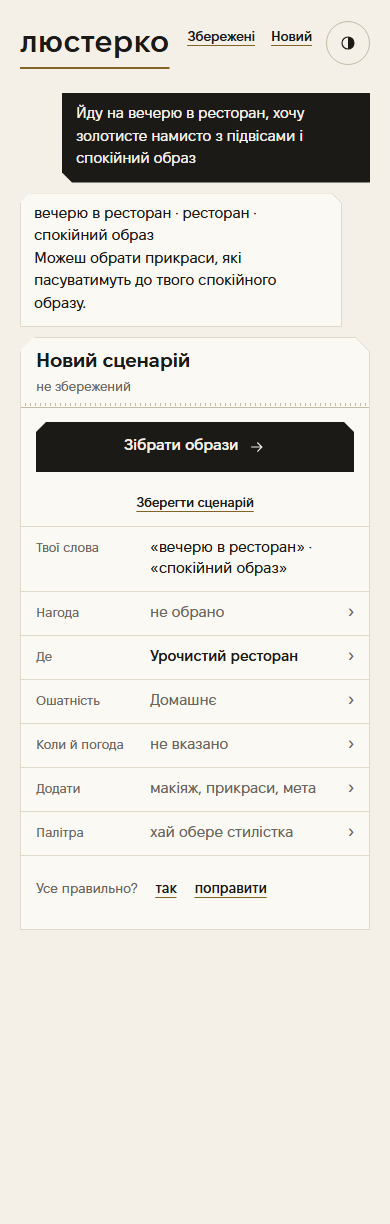 люстерко
Збережені
Новий
Йду на вечерю в ресторан, хочу
золотисте намисто з підвісами і
спокійний образ
вечерю в ресторан · ресторан ·
спокійний образ
Можеш обрати прикраси, які
пасуватимуть до твого спокійного
образу.
Новий сценарій
не збережений
Зібрати образи →
Зберегти сценарій
Твої слова «вечерю в ресторан» ·
«спокійний образ»
Нагода не обрано ›
Де Урочистий ресторан ›
Ошатність Домашнє ›
Коли й погода не вказано ›
Додати макіяж, прикраси, мета ›
Палітра хай обере стилістка ›
Усе правильно? так поправити